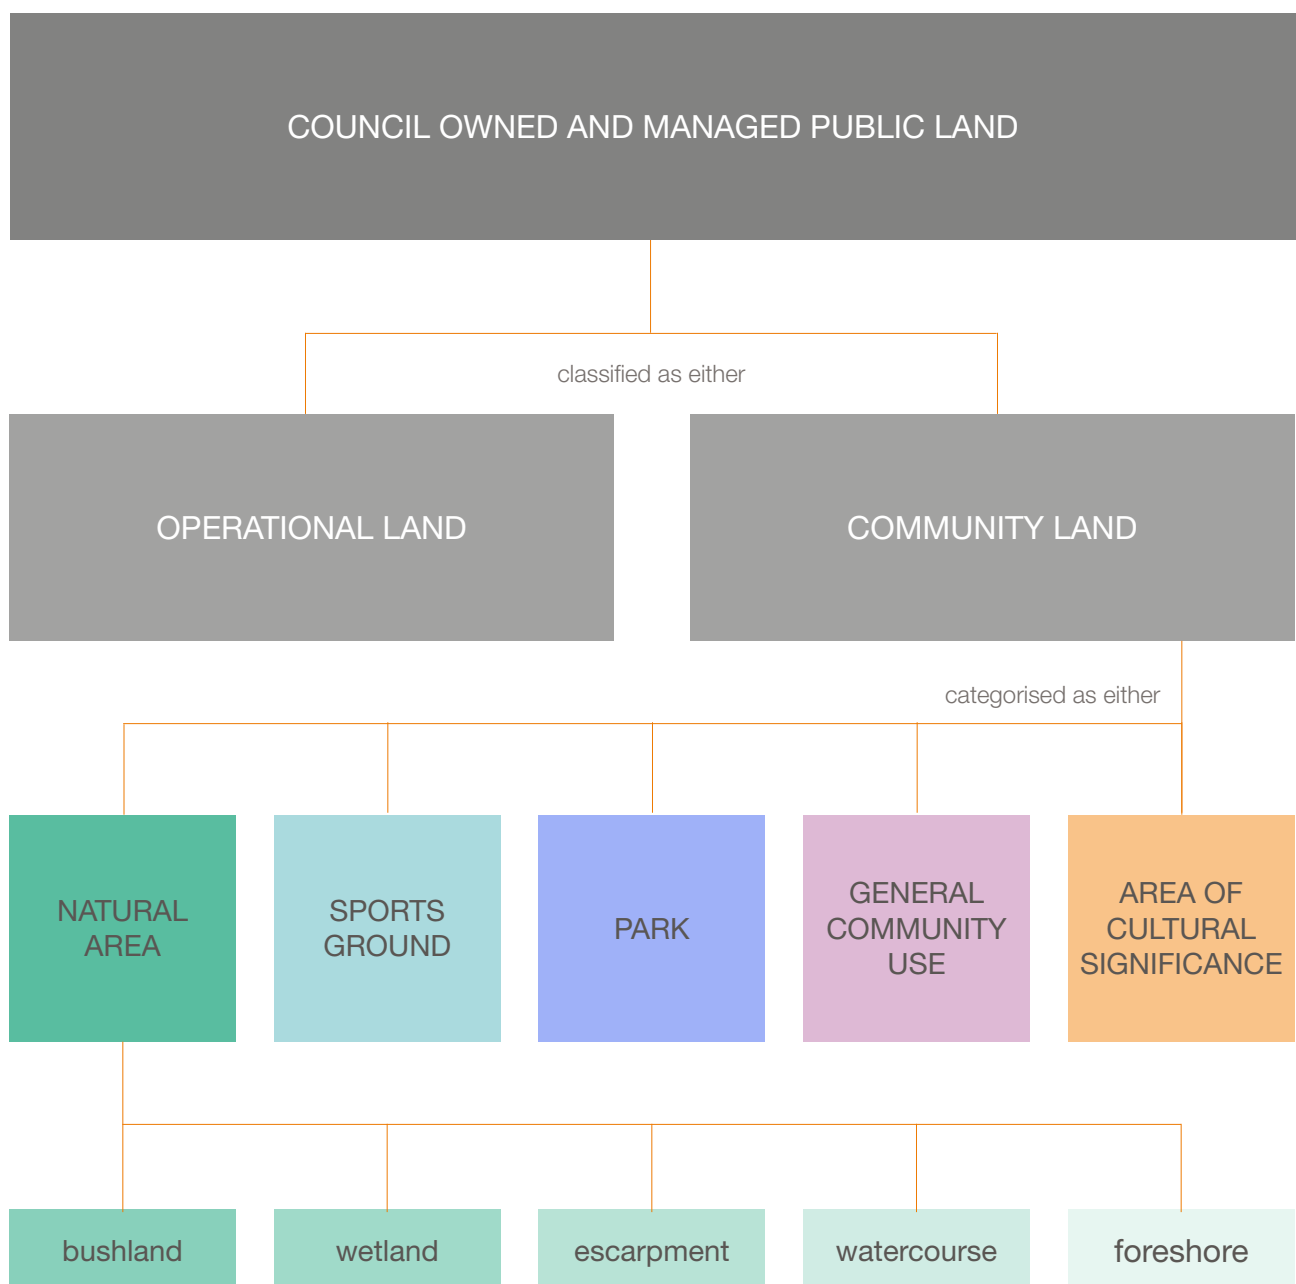 COUNCIL OWNED AND MANAGED PUBLIC LAND
classified as either
OPERATIONAL LAND
COMMUNITY LAND
categorised as either
NATURAL
AREA
SPORTS
GROUND
PARK
GENERAL
COMMUNITY
USE
AREA OF
CULTURAL
SIGNIFICANCE
bushland
wetland
escarpment
watercourse
foreshore